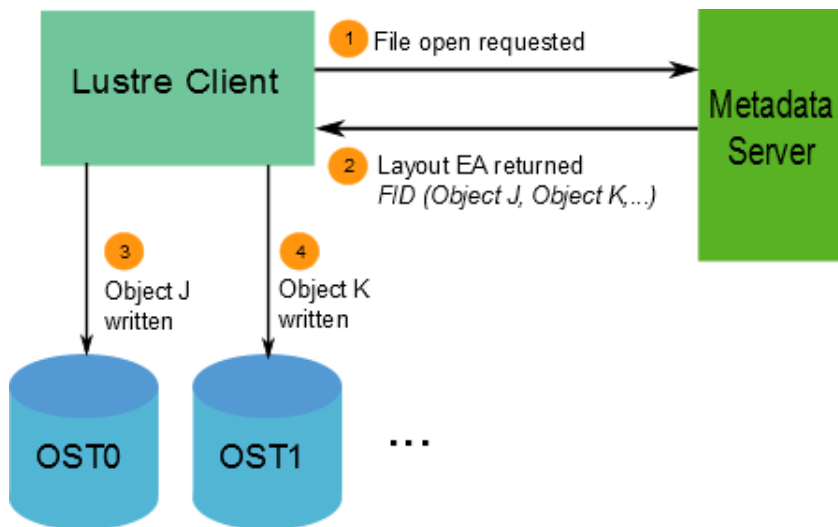 1 File open requested
Lustre Client
Metadata
Server
2 Layout EA returned
FID (Object J, Object K,...)
3
Object J
written
4
Object K
written
OST0
OST1
...